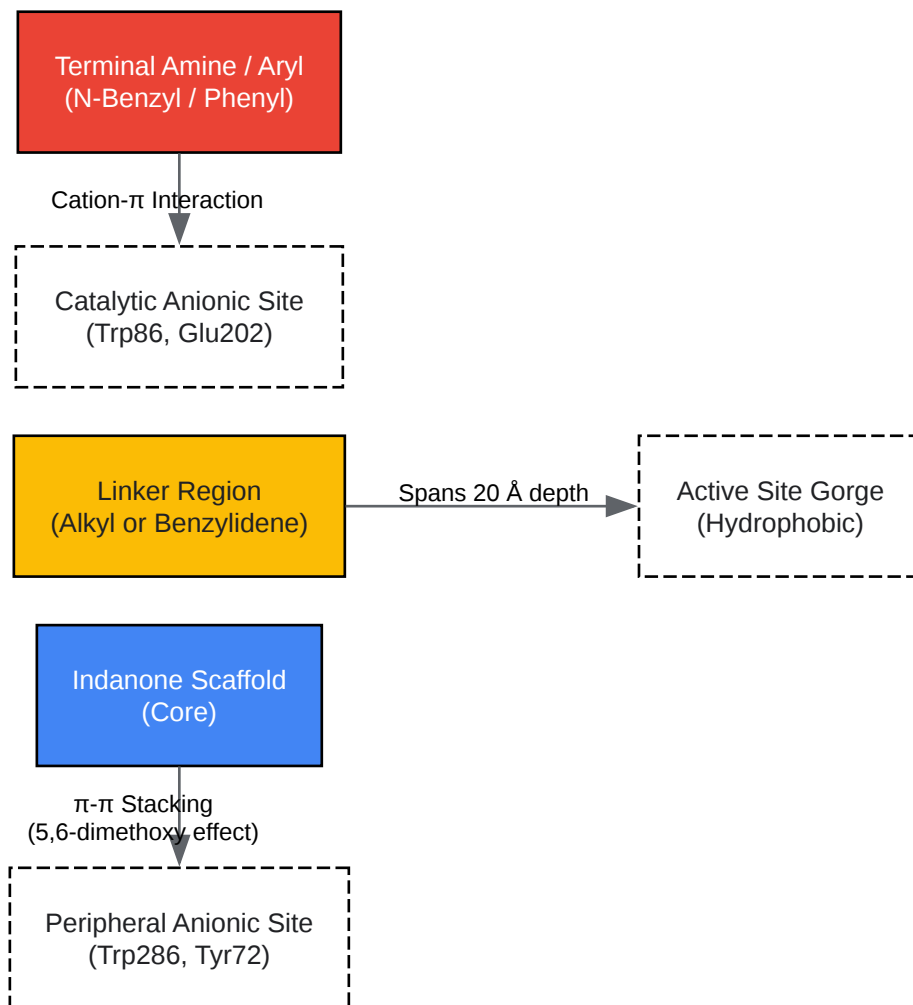 Terminal Amine / Aryl
(N-Benzyl / Phenyl)
Cation-π Interaction
Catalytic Anionic Site
(Trp86, Glu202)
Linker Region
(Alkyl or Benzylidene)
Spans 20 Å depth
Active Site Gorge
(Hydrophobic)
Indanone Scaffold
(Core)
π-π Stacking
(5,6-dimethoxy effect)
Peripheral Anionic Site
(Trp286, Tyr72)